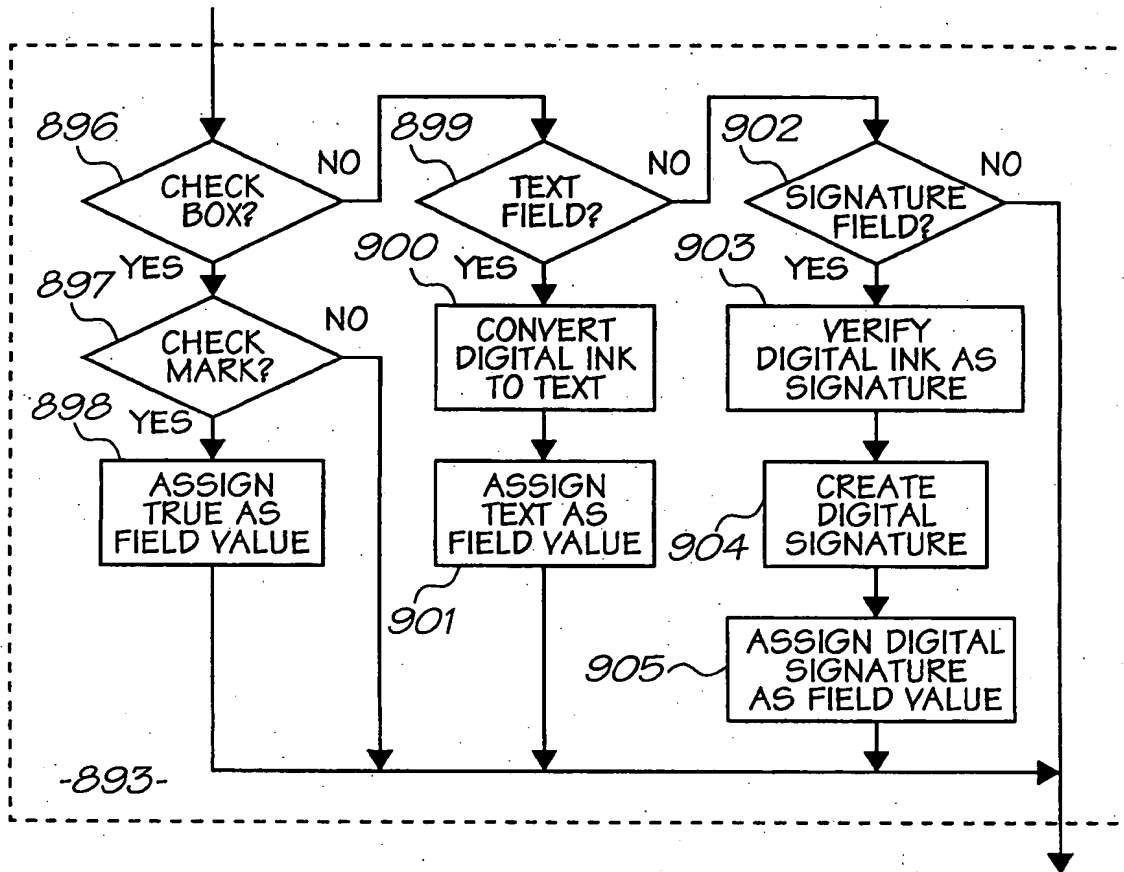 896
CHECK
BOX?
NO
YES
897
CHECK
MARK?
NO
YES
898
ASSIGN
TRUE AS
FIELD VALUE
899
TEXT
FIELD?
NO
YES
900
CONVERT
DIGITAL INK
TO TEXT
ASSIGN
TEXT AS
FIELD VALUE
901
902
SIGNATURE
FIELD?
NO
YES
903
VERIFY
DIGITAL INK AS
SIGNATURE
CREATE
DIGITAL
SIGNATURE
904
905
ASSIGN DIGITAL
SIGNATURE
AS FIELD VALUE
-893-